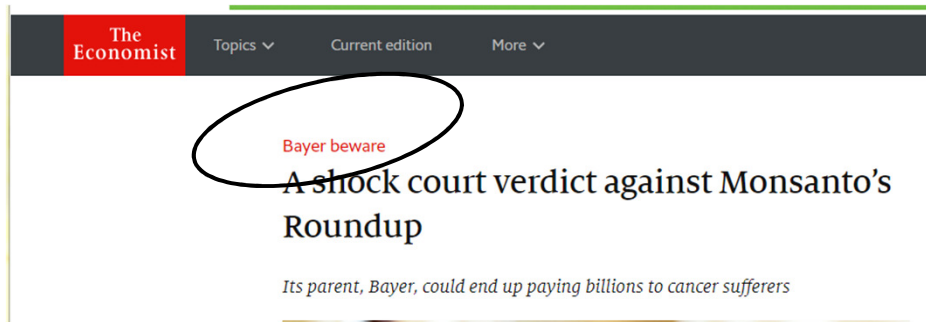 The
Economist
Topics
Current edition
More
Bayer beware
A shock court verdict against Monsanto's
Roundup
Its parent, Bayer, could end up paying billions to cancer sufferers